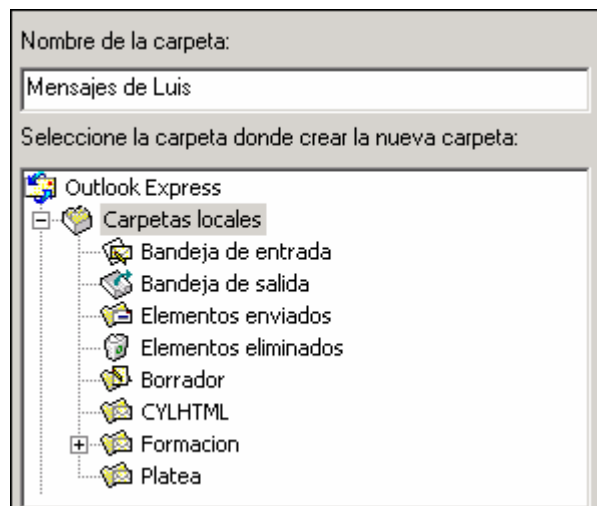 Nombre de la carpeta:
Mensajes de Luis
Seleccione la carpeta donde crear la nueva carpeta:
Outlook Express
Carpetas locales
Bandeja de entrada
Bandeja de salida
Elementos enviados
Elementos eliminados
Borrador
CYLHTML
Formacion
Platea